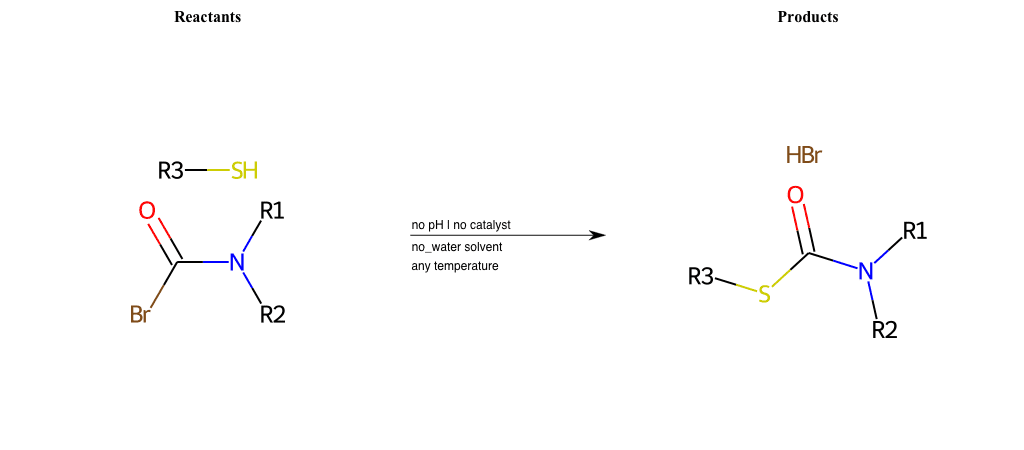 Reactants
Products
R3 SH
O R1
N
Br R2
no pH | no catalyst
no_water solvent
any temperature
HBr
O
R1
R3 N
S
R2